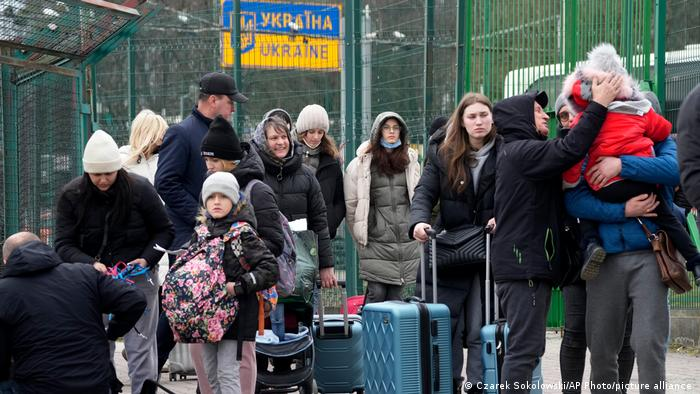 УКРАЇНА
UKRAINE
© Czarek Sokolowski/AP Photo/picture alliance